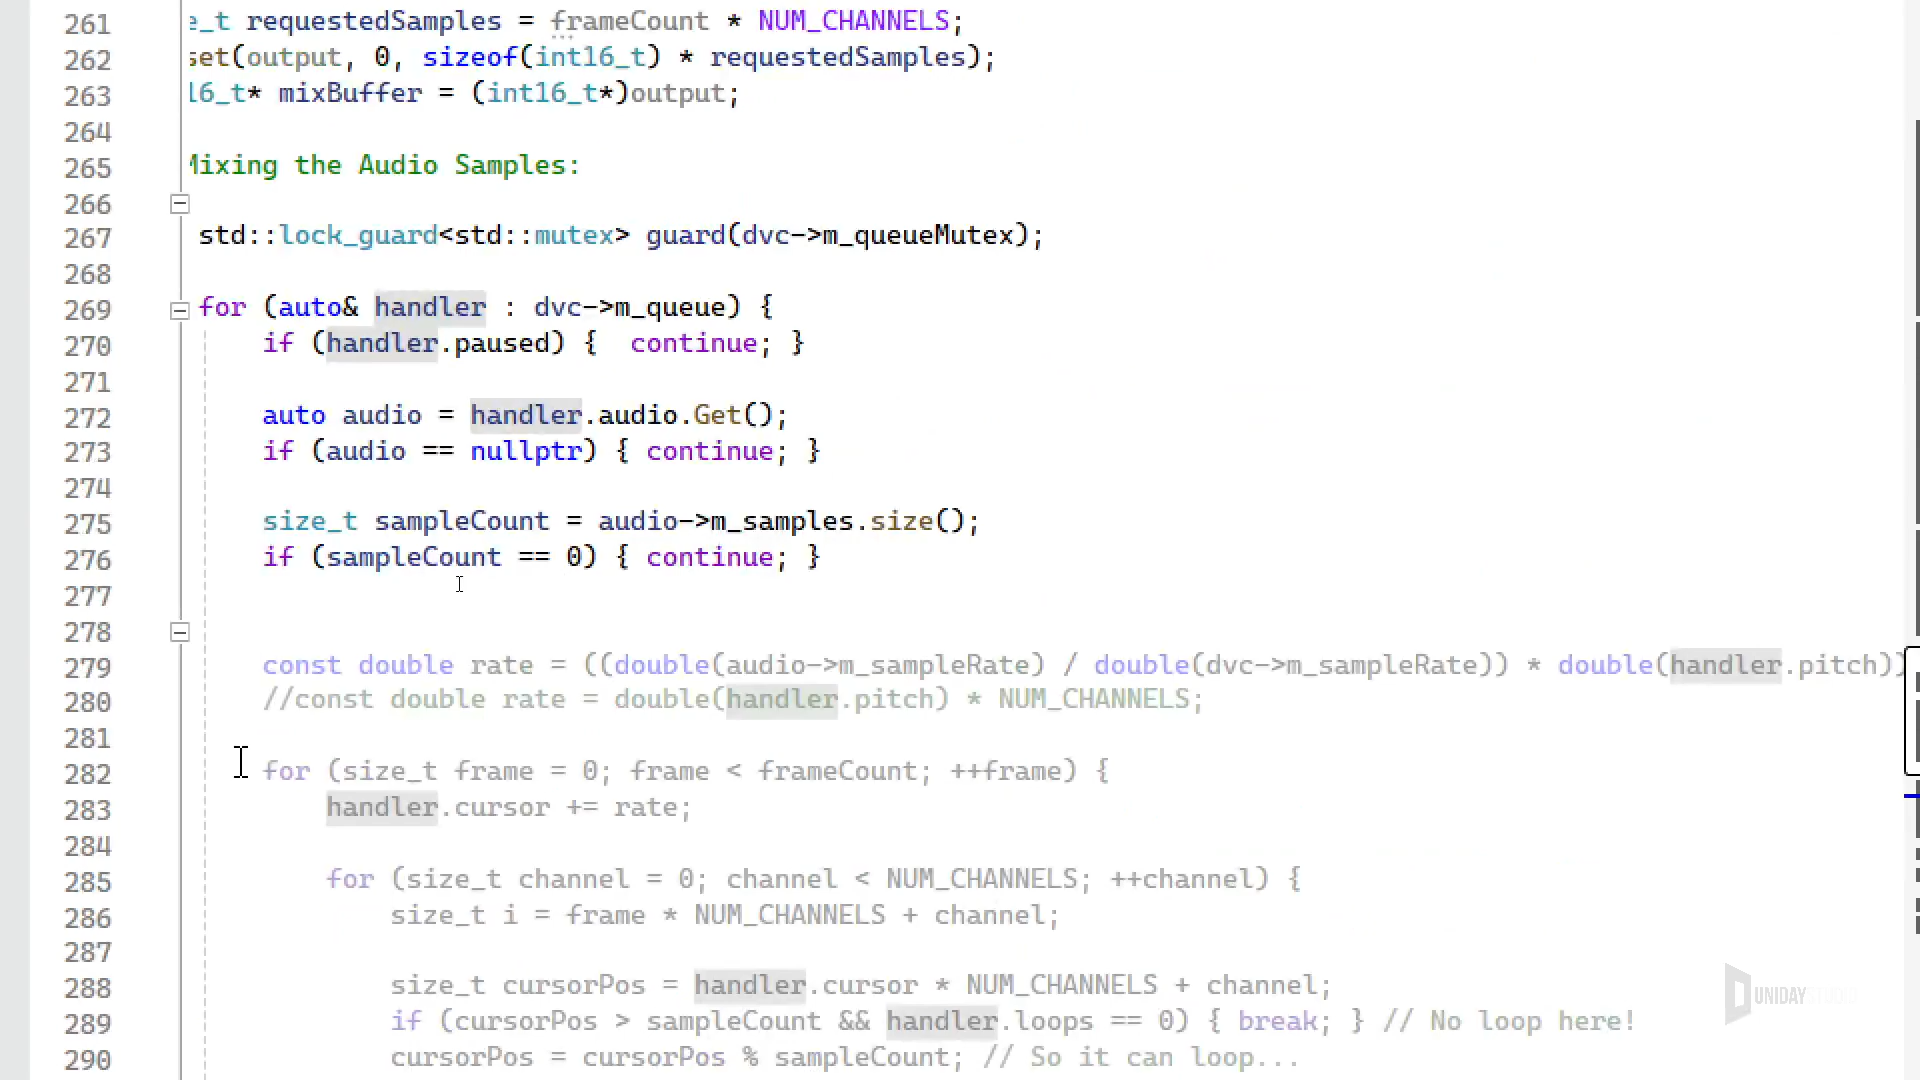 261 e_t requestedSamples = frameCount * NUM_CHANNELS;
262 set(output, 0, sizeof(int16_t) * requestedSamples);
263 16_t* mixBuffer = (int16_t*)output;
264
265 Mixing the Audio Samples:
266
267 std::lock_guard<std::mutex> guard(dvc->m_queueMutex);
268
269 for (auto& handler : dvc->m_queue) {
270 if (handler.paused) {  continue; }
271
272 auto audio = handler.audio.Get();
273 if (audio == nullptr) { continue; }
274
275 size_t sampleCount = audio->m_samples.size();
276 if (sampleCount == 0) { continue; }
277
278
279 const double rate = ((double(audio->m_sampleRate) / double(dvc->m_sampleRate)) * double(handler.pitch))
280 //const double rate = double(handler.pitch) * NUM_CHANNELS;
281
282 for (size_t frame = 0; frame < frameCount; ++frame) {
283 handler.cursor += rate;
284
285 for (size_t channel = 0; channel < NUM_CHANNELS; ++channel) {
286 size_t i = frame * NUM_CHANNELS + channel;
287
288 size_t cursorPos = handler.cursor * NUM_CHANNELS + channel;
289 if (cursorPos > sampleCount && handler.loops == 0) { break; } // No loop here!
290 cursorPos = cursorPos % sampleCount; // So it can loop...
UNIDAY STUDIO